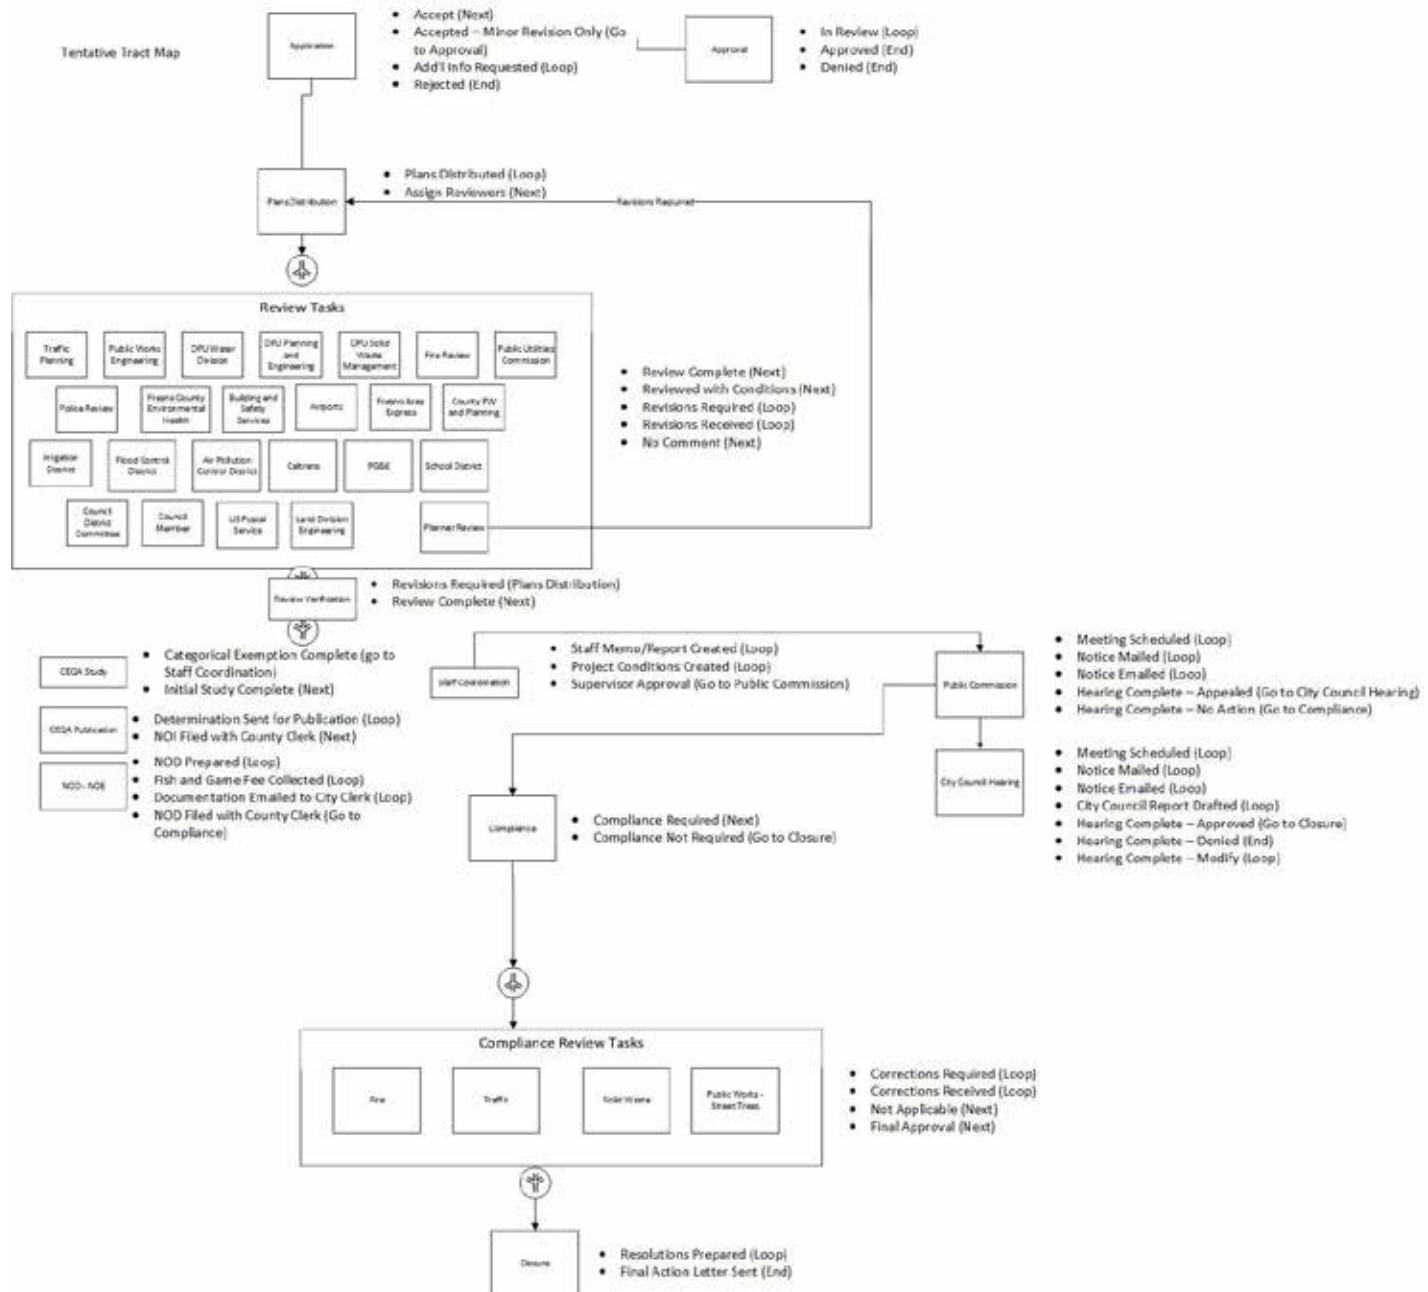 Tentative Tract Map
Application
Accept (Next)
Accepted – Minor Revision Only (Go
to Approval)
Add'l Info Requested (Loop)
Rejected (End)
Approval
In Review (Loop)
Approved (End)
Denied (End)
Plans Distribution
Plans Distributed (Loop)
Assign Reviewers (Next)
Revisions Required
Review Tasks
Traffic
Planning
Public Works
Engineering
DPU Water
Division
DPU Planning
and
Engineering
DPU Solid
Waste
Management
Fire Review
Public Utilities
Commission
Police Review
Fresno County
Environmental
Health
Building and
Safety
Services
Airports
Fresno Area
Express
County PW
and Planning
Irrigation
District
Flood Control
District
Air Pollution
Control District
Caltrans
PG&E
School District
Council
District
Committee
Council
Member
US Postal
Service
Land Division
Engineering
Planner Review
Review Complete (Next)
Reviewed with Conditions (Next)
Revisions Required (Loop)
Revisions Received (Loop)
No Comment (Next)
Review Verification
Revisions Required (Plans Distribution)
Review Complete (Next)
CEQA Study
Categorical Exemption Complete (go to
Staff Coordination)
Initial Study Complete (Next)
CEQA Publication
Determination Sent for Publication (Loop)
NOI Filed with County Clerk (Next)
NOD - NOE
NOD Prepared (Loop)
Fish and Game Fee Collected (Loop)
Documentation Emailed to City Clerk (Loop)
NOD Filed with County Clerk (Go to
Compliance)
Staff Coordination
Staff Memo/Report Created (Loop)
Project Conditions Created (Loop)
Supervisor Approval (Go to Public Commission)
Public Commission
Meeting Scheduled (Loop)
Notice Mailed (Loop)
Notice Emailed (Loop)
Hearing Complete – Appealed (Go to City Council Hearing)
Hearing Complete – No Action (Go to Compliance)
City Council Hearing
Meeting Scheduled (Loop)
Notice Mailed (Loop)
Notice Emailed (Loop)
City Council Report Drafted (Loop)
Hearing Complete – Approved (Go to Closure)
Hearing Complete – Denied (End)
Hearing Complete – Modify (Loop)
Compliance
Compliance Required (Next)
Compliance Not Required (Go to Closure)
Compliance Review Tasks
Fire
Traffic
Solid Waste
Public Works -
Street Trees
Corrections Required (Loop)
Corrections Received (Loop)
Not Applicable (Next)
Final Approval (Next)
Closure
Resolutions Prepared (Loop)
Final Action Letter Sent (End)